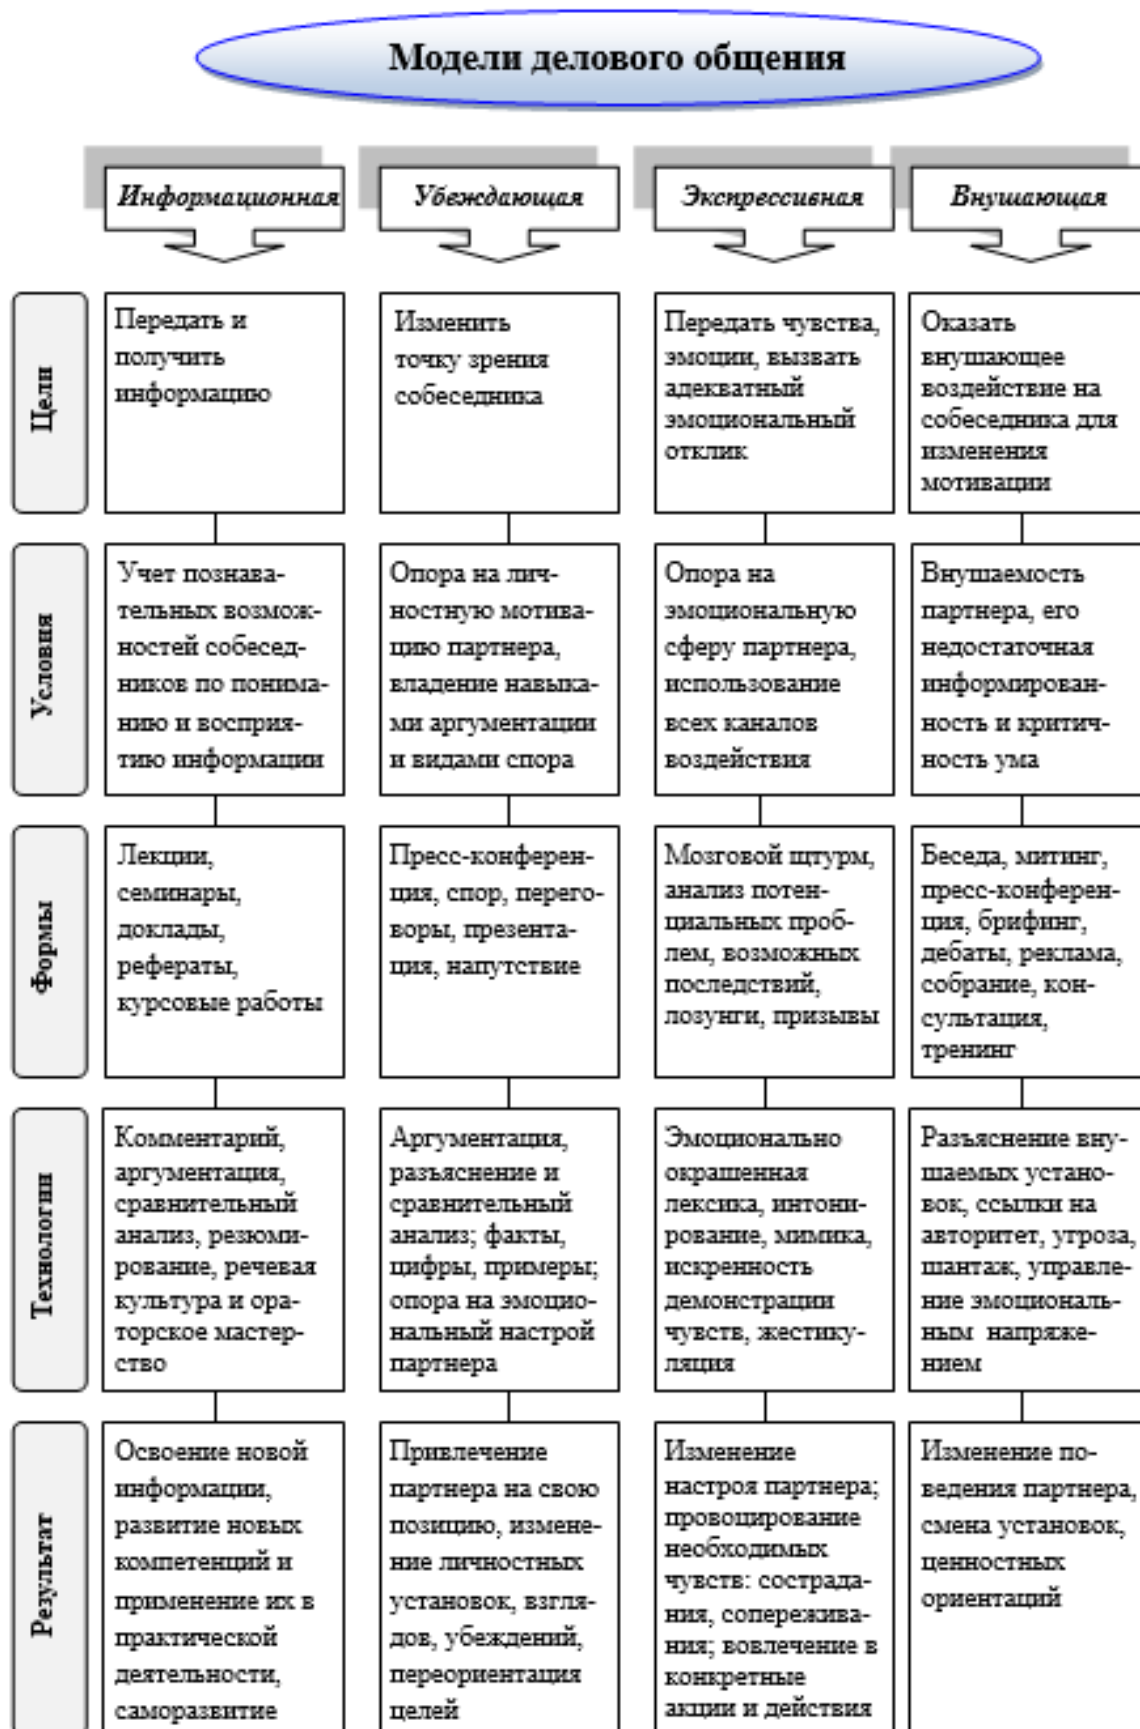 Модели делового общения
Информационная
Убеждающая
Экспрессивная
Внушающая
Цели
Передать и
получить
информацию
Изменить
точку зрения
собеседника
Передать чувства,
эмоции, вызвать
адекватный
эмоциональный
отклик
Оказать
внушающее
воздействие на
собеседника для
изменения
мотивации
Условия
Учет познава-
тельных возмож-
ностей собесед-
ников по понима-
нию и восприя-
тию информации
Опора на лич-
ностную мотива-
цию партнера,
владение навыка-
ми аргументации
и видами спора
Опора на
эмоциональную
сферу партнера,
использование
всех каналов
воздействия
Внушаемость
партнера, его
недостаточная
информирован-
ность и критич-
ность ума
Формы
Лекции,
семинары,
доклады,
рефераты,
курсовые работы
Пресс-конферен-
ция, спор, перего-
воры, презента-
ция, напутствие
Мозговой щтурм,
анализ потен-
циальных проб-
лем, возможных
последствий,
лозунги, призывы
Беседа, митинг,
пресс-конферен-
ция, брифинг,
дебаты, реклама,
собрание, кон-
сультация,
тренинг
Технологии
Комментарий,
аргументация,
сравнительный
анализ, резюми-
рование, речевая
культура и ора-
торское мастер-
ство
Аргументация,
разъяснение и
сравнительный
анализ; факты,
цифры, примеры;
опора на эмоцио-
нальный настрой
партнера
Эмоционально
окрашенная
лексика, интони-
рование, мимика,
искренность
демонстрации
чувств, жестику-
ляция
Разъяснение вну-
шаемых устано-
вок, ссылки на
авторитет, угроза,
шантаж, управле-
ние эмоциональ-
ным напряже-
нием
Результат
Освоение новой
информации,
развитие новых
компетенций и
применение их в
практической
деятельности,
саморазвитие
Привлечение
партнера на свою
позицию, измене-
ние личностных
установок, взгля-
дов, убеждений,
переориентация
целей
Изменение
настроя партнера;
провоцирование
необходимых
чувств: сострада-
ния, сопережива-
ния; вовлечение в
конкретные
акции и действия
Изменение по-
ведения партнера,
смена установок,
ценностных
ориентаций